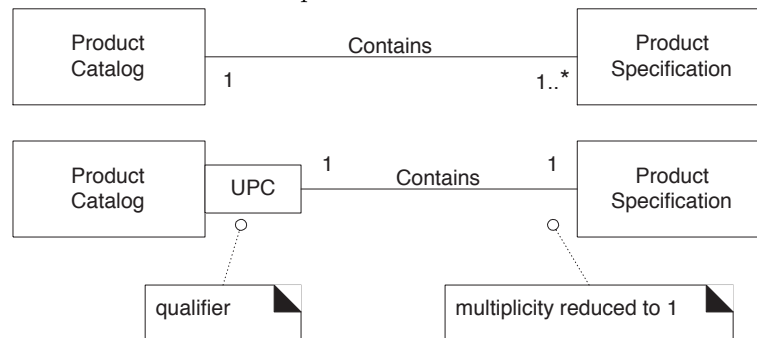 Product
Catalog
Contains
Product
Specification
1
1..*
Product
Catalog
UPC
1
Contains
1
Product
Specification
qualifier
multiplicity reduced to 1